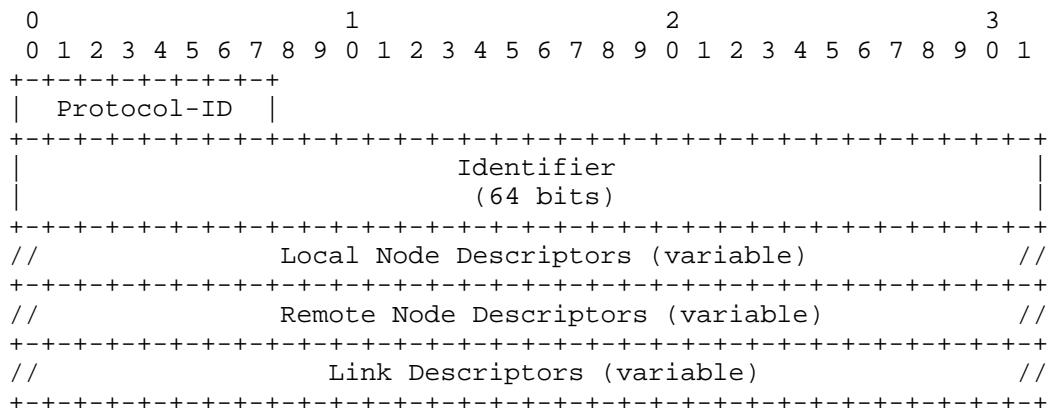 0                   1                   2                   3
 0 1 2 3 4 5 6 7 8 9 0 1 2 3 4 5 6 7 8 9 0 1 2 3 4 5 6 7 8 9 0 1
+-+-+-+-+-+-+-+-+
|  Protocol-ID  |
+-+-+-+-+-+-+-+-+-+-+-+-+-+-+-+-+-+-+-+-+-+-+-+-+-+-+-+-+-+-+-+-+
|                           Identifier                          |
|                            (64 bits)                          |
+-+-+-+-+-+-+-+-+-+-+-+-+-+-+-+-+-+-+-+-+-+-+-+-+-+-+-+-+-+-+-+-+
//               Local Node Descriptors (variable)             //
+-+-+-+-+-+-+-+-+-+-+-+-+-+-+-+-+-+-+-+-+-+-+-+-+-+-+-+-+-+-+-+-+
//               Remote Node Descriptors (variable)            //
+-+-+-+-+-+-+-+-+-+-+-+-+-+-+-+-+-+-+-+-+-+-+-+-+-+-+-+-+-+-+-+-+
//                  Link Descriptors (variable)                //
+-+-+-+-+-+-+-+-+-+-+-+-+-+-+-+-+-+-+-+-+-+-+-+-+-+-+-+-+-+-+-+-+